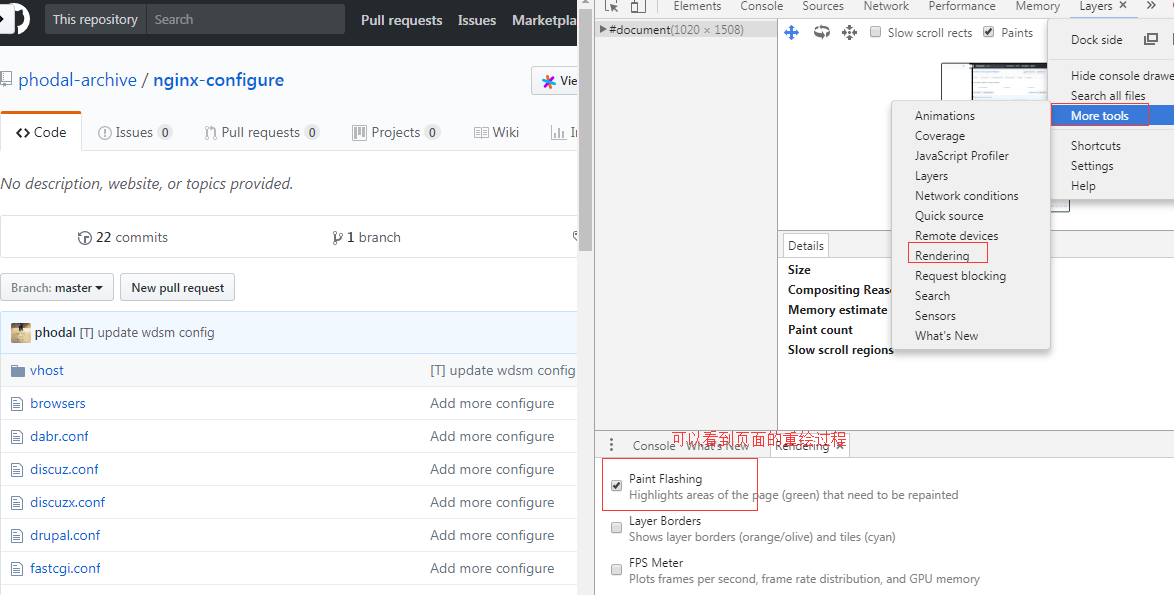 This repository Search Pull requests Issues Marketpla
phodal-archive / nginx-configure
Vie
Code Issues 0 Pull requests 0 Projects 0 Wiki
No description, website, or topics provided.
22 commits 1 branch
Branch: master New pull request
phodal [T] update wdsm config
vhost [T] update wdsm config
browsers Add more configure
dabr.conf Add more configure
discuz.conf Add more configure
discuzx.conf Add more configure
drupal.conf Add more configure
fastcgi.conf Add more configure
Elements Console Sources Network Performance Memory Layers × »
#document(1020 × 1508)
Slow scroll rects Paints
Dock side
Hide console drawe
Search all files
More tools
Shortcuts
Settings
Help
Animations
Coverage
JavaScript Profiler
Layers
Network conditions
Quick source
Remote devices
Rendering
Request blocking
Search
Sensors
What's New
Details
Size
Compositing Reaso
Memory estimate
Paint count
Slow scroll regions
可以看到页面的重绘过程
Console What's New Rendering ×
Paint Flashing
Highlights areas of the page (green) that need to be repainted
Layer Borders
Shows layer borders (orange/olive) and tiles (cyan)
FPS Meter
Plots frames per second, frame rate distribution, and GPU memory